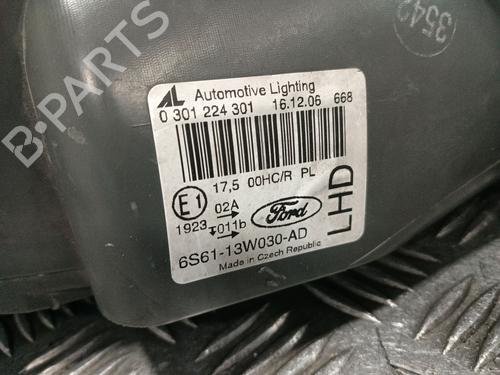 3542
B-PARTS
AL Automotive Lighting
0 301 224 301 16.12.06 668
17,5 00HC/R PL
E1 02A
1923 011b
Ford
LHD
6S61-13W030-AD
Made in Czech Republic